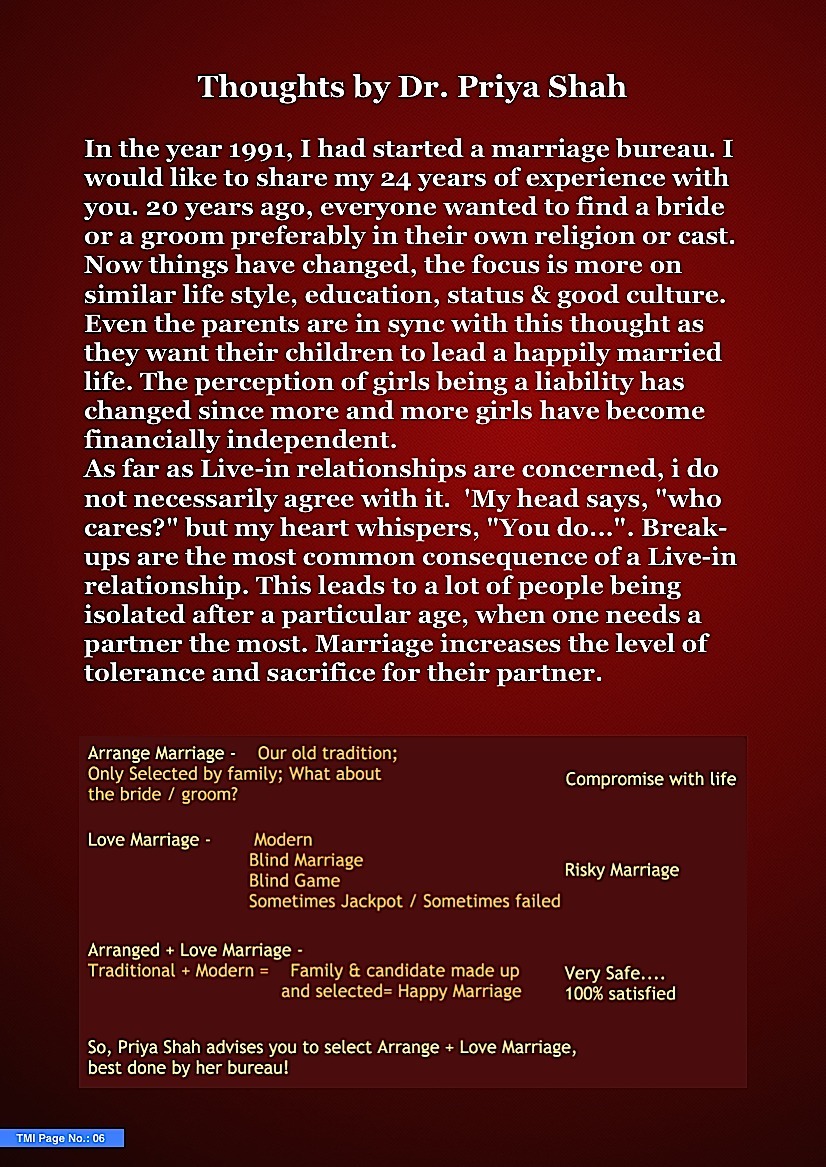 Thoughts by Dr. Priya Shah
In the year 1991, I had started a marriage bureau. I
would like to share my 24 years of experience with
you. 20 years ago, everyone wanted to find a bride
or a groom preferably in their own religion or cast.
Now things have changed, the focus is more on
similar life style, education, status & good culture.
Even the parents are in sync with this thought as
they want their children to lead a happily married
life. The perception of girls being a liability has
changed since more and more girls have become
financially independent.
As far as Live-in relationships are concerned, i do
not necessarily agree with it.  'My head says, "who
cares?" but my heart whispers, "You do...". Break-
ups are the most common consequence of a Live-in
relationship. This leads to a lot of people being
isolated after a particular age, when one needs a
partner the most. Marriage increases the level of
tolerance and sacrifice for their partner.
Arrange Marriage - Our old tradition;
Only Selected by family; What about
the bride / groom?
Compromise with life
Love Marriage - Modern
Blind Marriage
Blind Game
Sometimes Jackpot / Sometimes failed
Risky Marriage
Arranged + Love Marriage -
Traditional + Modern = Family & candidate made up
and selected= Happy Marriage
Very Safe....
100% satisfied
So, Priya Shah advises you to select Arrange + Love Marriage,
best done by her bureau!
TMI Page No.: 06